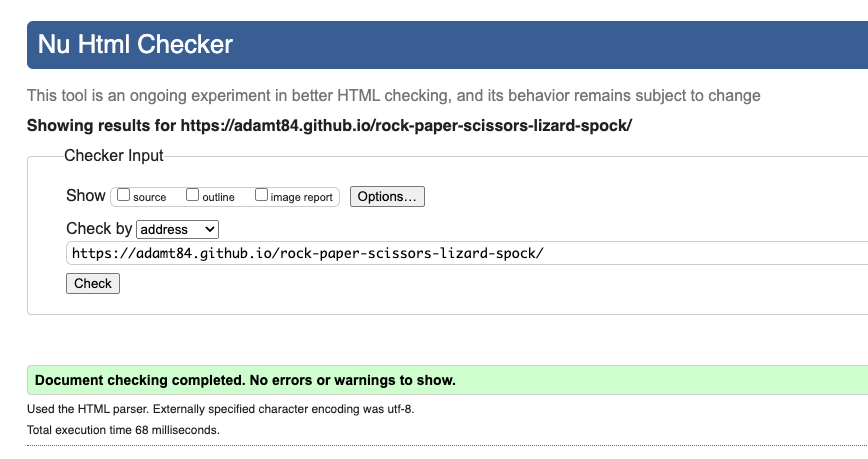 Nu Html Checker
This tool is an ongoing experiment in better HTML checking, and its behavior remains subject to change
Showing results for https://adamt84.github.io/rock-paper-scissors-lizard-spock/
Checker Input
Show source outline image report Options...
Check by address
https://adamt84.github.io/rock-paper-scissors-lizard-spock/
Check
Document checking completed. No errors or warnings to show.
Used the HTML parser. Externally specified character encoding was utf-8.
Total execution time 68 milliseconds.